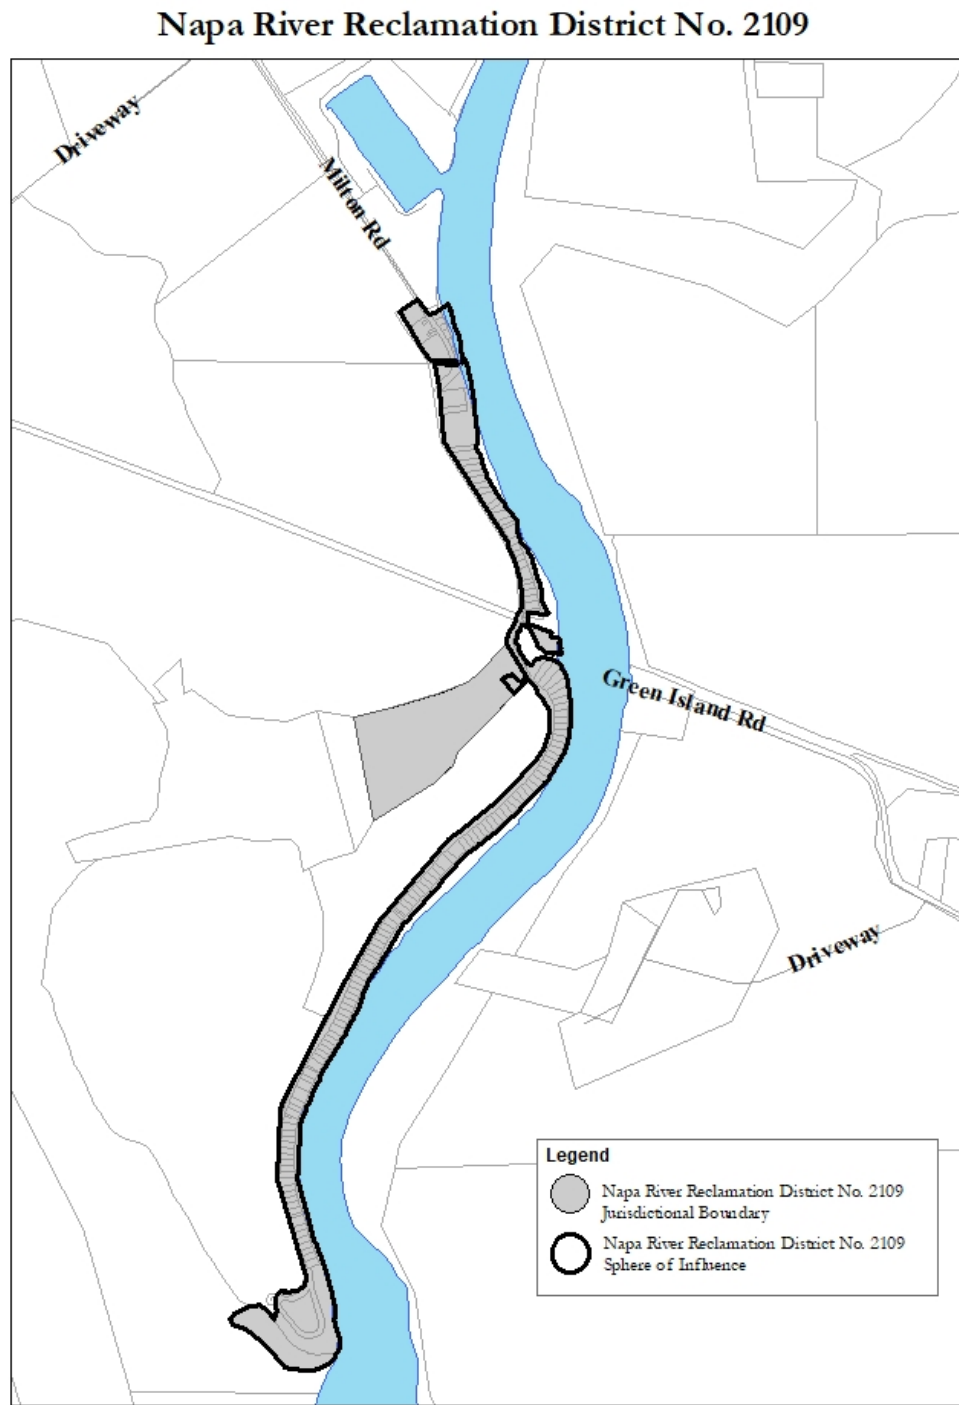 Napa River Reclamation District No. 2109
Driveway
Milton Rd
Green Island Rd
Driveway
Legend
Napa River Reclamation District No. 2109
Jurisdictional Boundary
Napa River Reclamation District No. 2109
Sphere of Influence